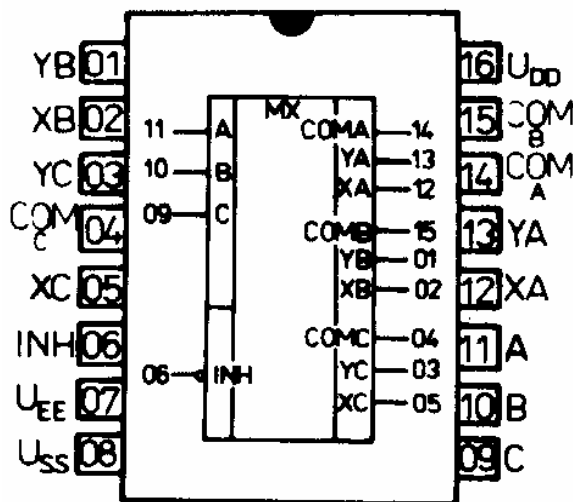 YB 01
XB 02
YC 03
COM C 04
XC 05
INH 06
UEE 07
USS 08
MX
11 A
10 B
09 C
06 INH
COMA 14
YA 13
XA 12
COMB 15
YB 01
XB 02
COMC 04
YC 03
XC 05
16 UDD
15 COM B
14 COM A
13 YA
12 XA
11 A
10 B
09 C